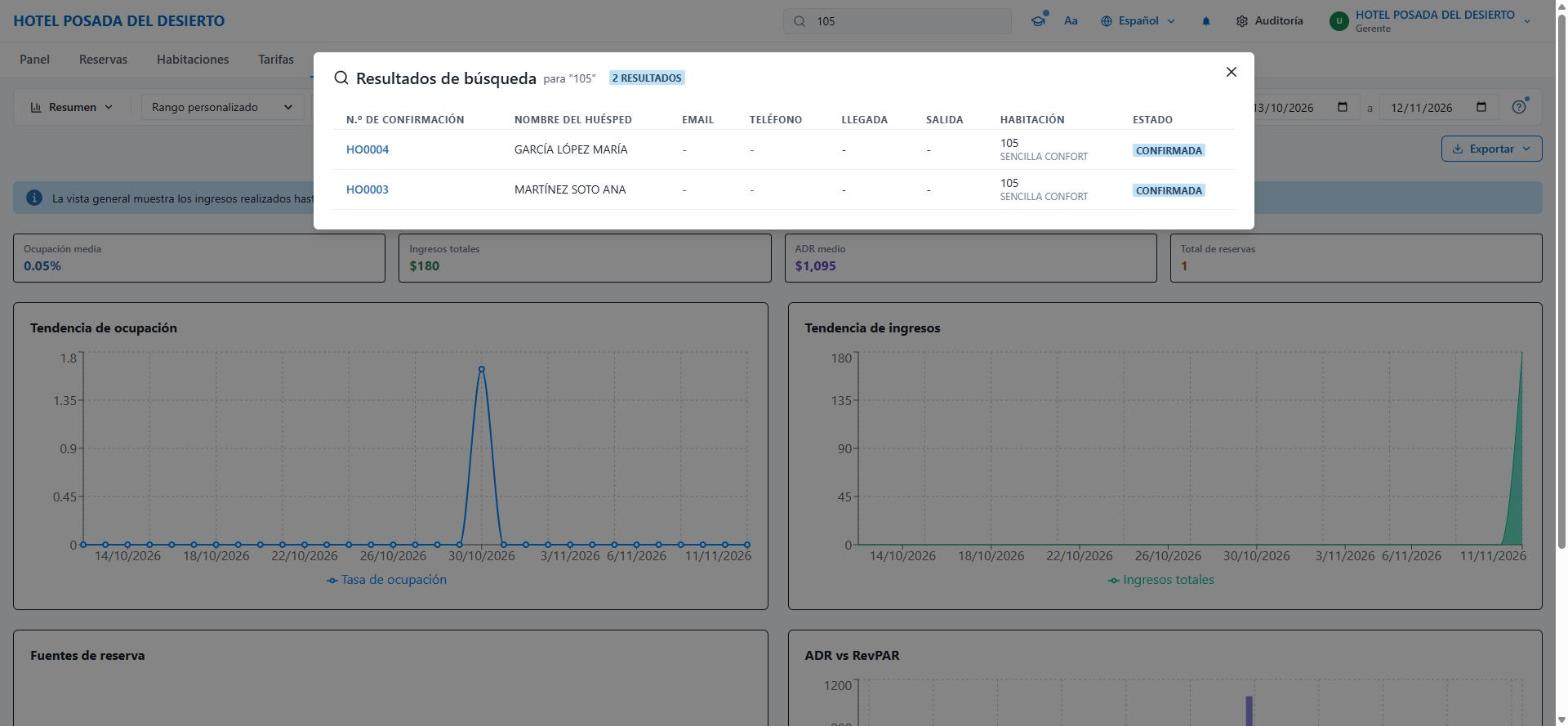 HOTEL POSADA DEL DESIERTO
105
Aa
Español
Auditoría
U
HOTEL POSADA DEL DESIERTO
Gerente
Panel
Reservas
Habitaciones
Tarifas
Resumen
Rango personalizado
13/10/2026
a
12/11/2026
Exportar
Resultados de búsqueda para "105" 2 RESULTADOS
N.º DE CONFIRMACIÓN NOMBRE DEL HUÉSPED EMAIL TELÉFONO LLEGADA SALIDA HABITACIÓN ESTADO
HO0004 GARCÍA LÓPEZ MARÍA - - - - 105 SENCILLA CONFORT CONFIRMADA
HO0003 MARTÍNEZ SOTO ANA - - - - 105 SENCILLA CONFORT CONFIRMADA
La vista general muestra los ingresos realizados
Ocupación media
0.05%
Ingresos totales
$180
ADR medio
$1,095
Total de reservas
1
Tendencia de ocupación
1.8
1.35
0.9
0.45
0
14/10/2026 18/10/2026 22/10/2026 26/10/2026 30/10/2026 3/11/2026 6/11/2026 11/11/2026
Tasa de ocupación
Tendencia de ingresos
180
135
90
45
0
14/10/2026 18/10/2026 22/10/2026 26/10/2026 30/10/2026 3/11/2026 6/11/2026 11/11/2026
Ingresos totales
Fuentes de reserva
ADR vs RevPAR
1200